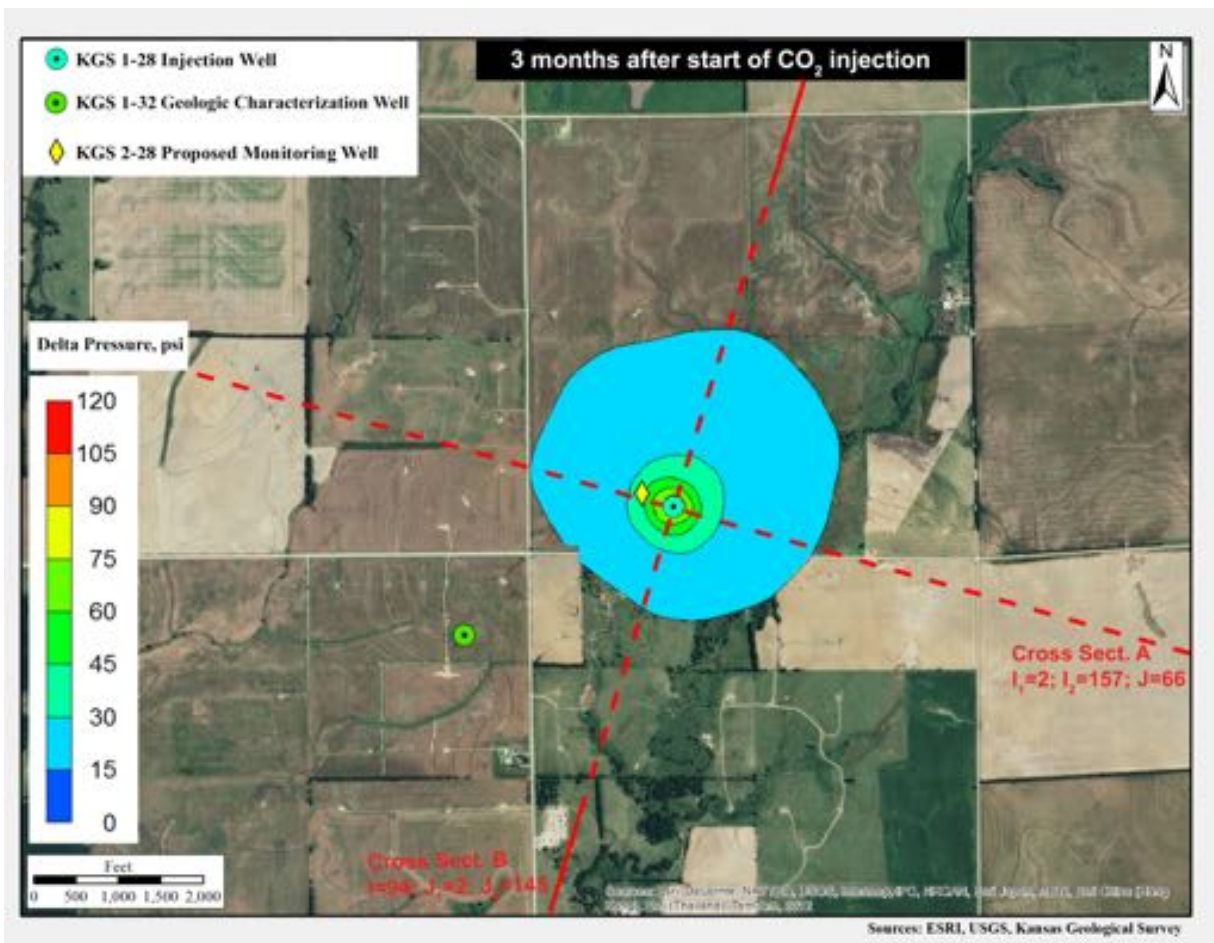 KGS 1-28 Injection Well
KGS 1-32 Geologic Characterization Well
KGS 2-28 Proposed Monitoring Well
3 months after start of CO2 injection
N
Delta Pressure, psi
120
105
90
75
60
45
30
15
0
Cross Sect. A
I1=2; I2=157; J=66
Cross Sect. B
Feet
0 500 1,000 1,500 2,000
Sources: ESRI, USGS, Kansas Geological Survey